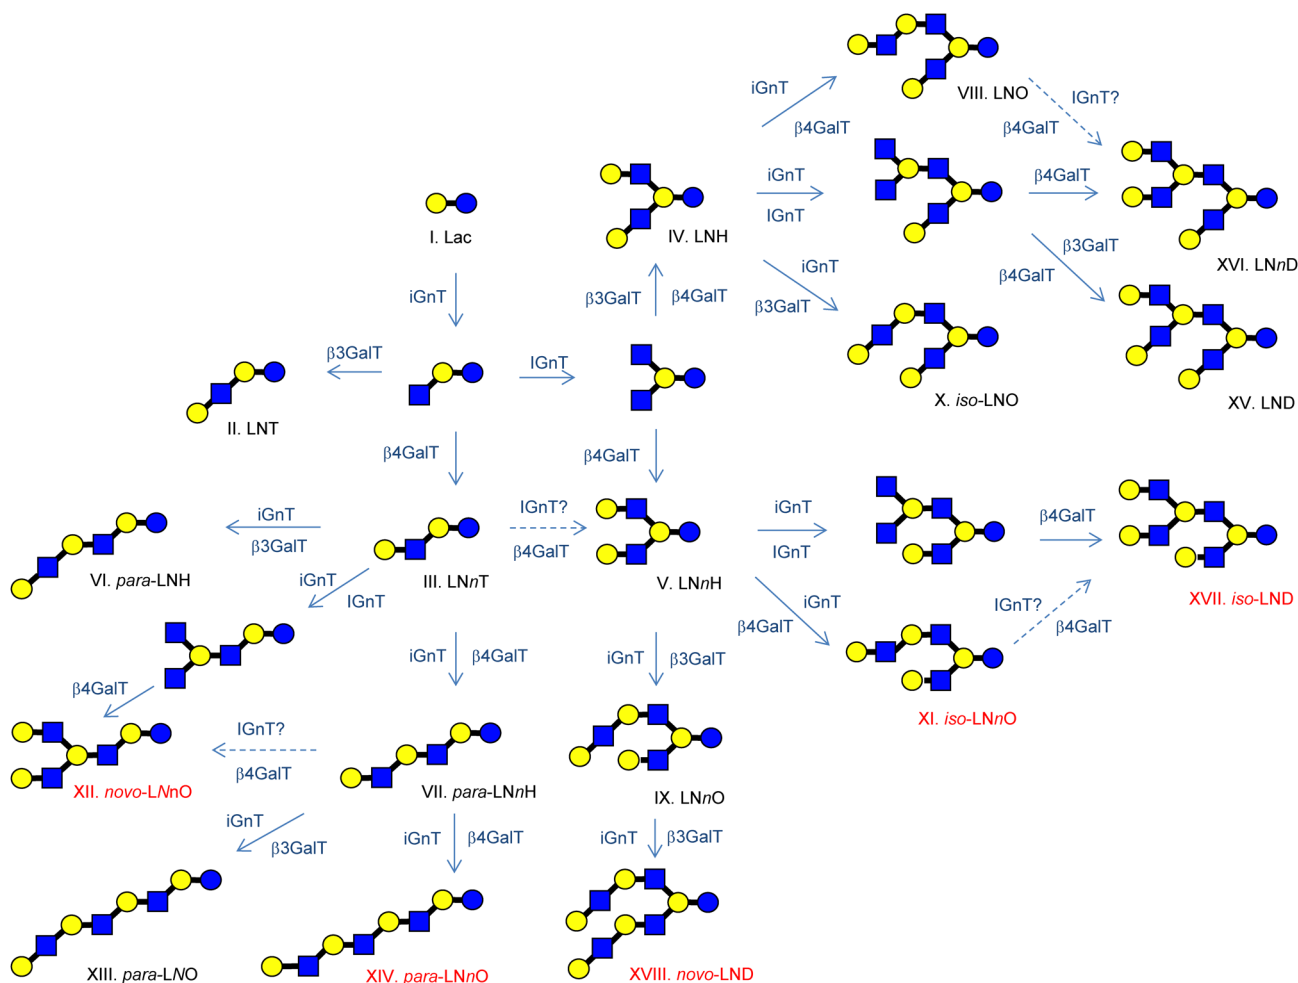 iGnT
β4GalT
VIII. LNO
IGnT?
β4GalT
iGnT
IGnT
β4GalT
I. Lac
IV. LNH
β3GalT
β4GalT
XVI. LNnD
iGnT
β3GalT
iGnT
β3GalT
β4GalT
β3GalT
IGnT
II. LNT
X. iso-LNO
XV. LND
β4GalT
β4GalT
iGnT
β3GalT
IGnT?
β4GalT
iGnT
IGnT
β4GalT
VI. para-LNH
III. LNnT
V. LNnH
XVII. iso-LND
iGnT
IGnT
iGnT
β4GalT
IGnT?
β4GalT
iGnT
β4GalT
iGnT
β3GalT
β4GalT
XI. iso-LNnO
IGnT?
β4GalT
XII. novo-LNnO
VII. para-LNnH
IX. LNnO
iGnT
β3GalT
iGnT
β4GalT
iGnT
β3GalT
XIII. para-LNO
XIV. para-LNnO
XVIII. novo-LND